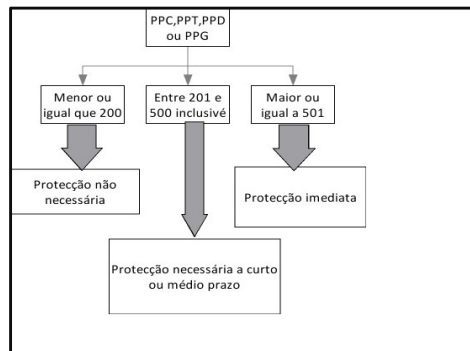 PPC,PPT,PPD
ou PPG
Menor ou
igual que 200
Entre 201 e
500 inclusivé
Maior ou
igual a 501
Protecção não
necessária
Protecção imediata
Protecção necessária a curto
ou médio prazo